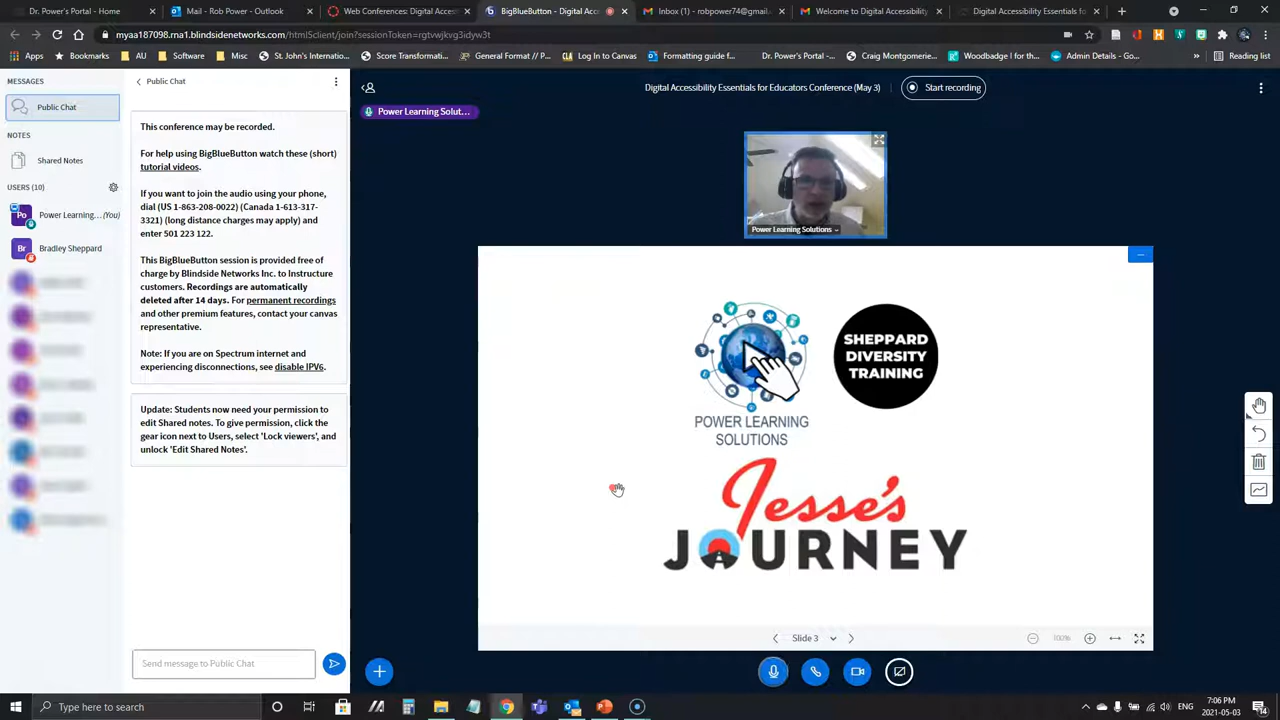 Home - Dr. Power's Portal
Mail - Rob Power - Outlook
Web Conferences: Digital Access
BigBlueButton - Digital Acc
Inbox (1) - robpower74@gmail.
Welcome to Digital Accessibility
Digital Accessibility Essentials fo
myaa187098.rna1.blindsidenetworks.com/html5client/join?sessionToken=rgtvwjkvg3idyw3t
Apps
Bookmarks
AU
Software
Misc
St. John's Internatio...
Score Transformati...
General Format //...
Dr. Power's Portal -...
Log in to Canvas
Formatting guide f...
Dr. Power's Portal -...
Craig Montgomerie...
Woodbadge I for th...
Admin Details - Go...
Reading list
MESSAGES
Public Chat
NOTES
Shared Notes
USERS (10)
Po
Power Learning... (You)
Br
Bradley Sheppard
Public Chat
This conference may be recorded.
For help using BigBlueButton watch these (short)
tutorial videos.
If you want to join the audio using your phone,
dial (US 1-863-208-0022) (Canada 1-613-317-
3321) (long distance charges may apply) and
enter 501 223 122.
This BigBlueButton session is provided free of
charge by Blindside Networks Inc. to Instructure
customers. Recordings are automatically
deleted after 14 days. For permanent recordings
and other premium features, contact your canvas
representative.
Note: If you are on Spectrum internet and
experiencing disconnections, see disable IPV6.
Update: Students now need your permission to
edit Shared notes. To give permission, click the
gear icon next to Users, select 'Lock viewers', and
unlock 'Edit Shared Notes'.
Send message to Public Chat
Digital Accessibility Essentials for Educators Conference (May 3)
Start recording
Power Learning Solut...
Power Learning Solutions
SHEPPARD
DIVERSITY
TRAINING
POWER LEARNING
SOLUTIONS
Jesse's
JOURNEY
Slide 3
100%
Type here to search
ENG
7:06 PM
2021-05-03